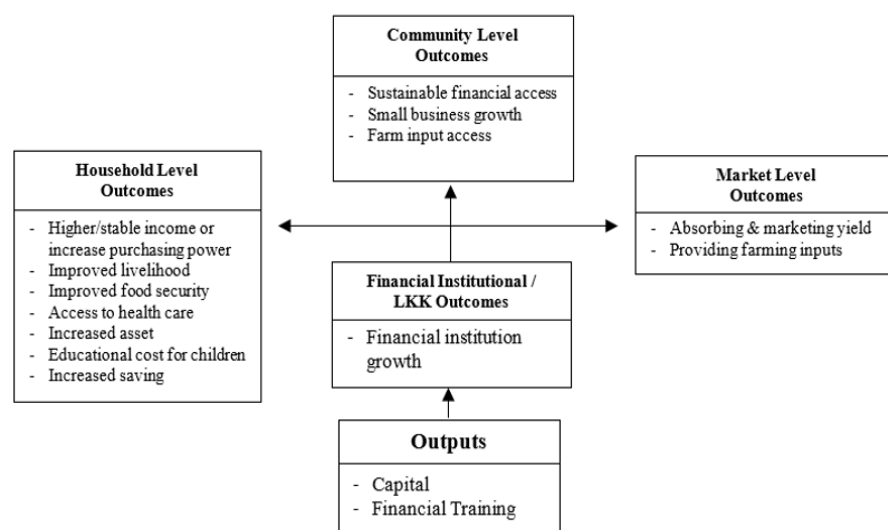 Community Level
Outcomes
- Sustainable financial access
- Small business growth
- Farm input access
Household Level
Outcomes
- Higher/stable income or
increase purchasing power
- Improved livelihood
- Improved food security
- Access to health care
- Increased asset
- Educational cost for children
- Increased saving
Market Level
Outcomes
- Absorbing & marketing yield
- Providing farming inputs
Financial Institutional /
LKK Outcomes
- Financial institution
growth
Outputs
- Capital
- Financial Training